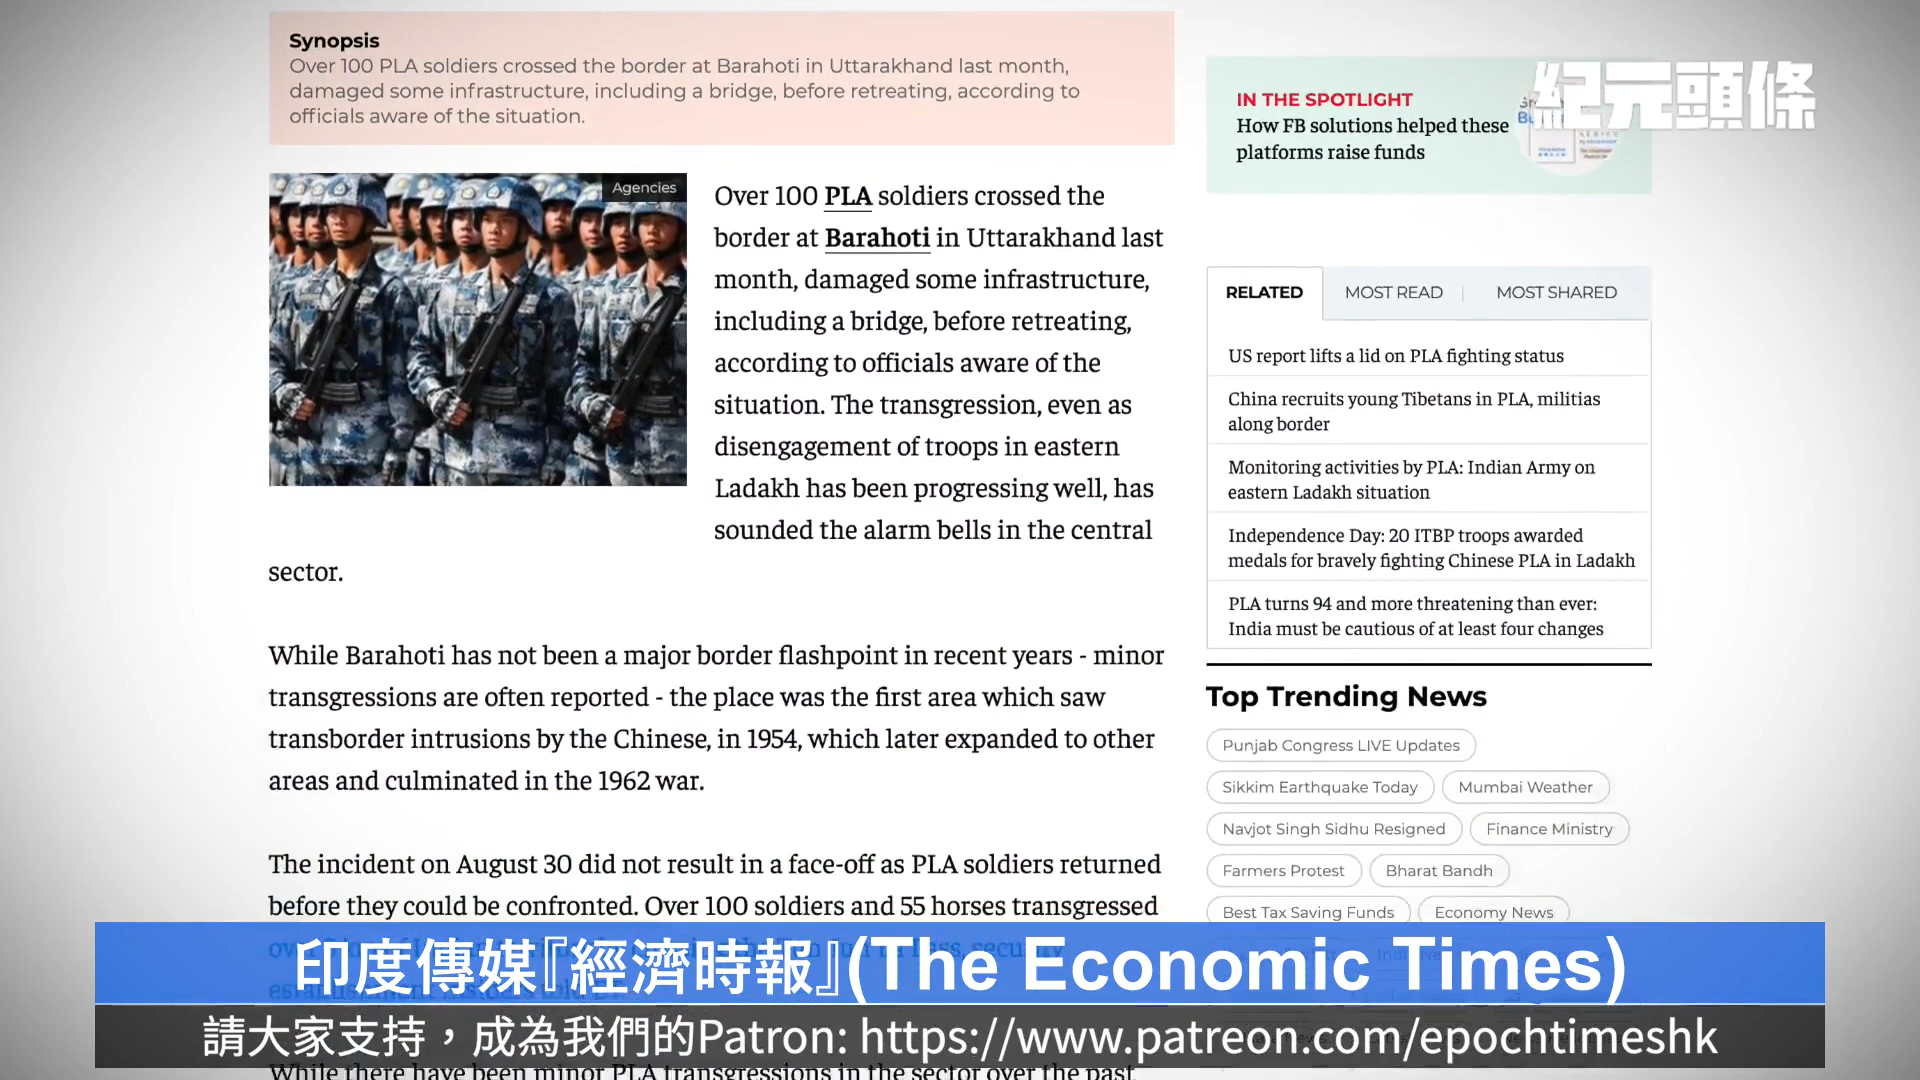 Synopsis
Over 100 PLA soldiers crossed the border at Barahoti in Uttarakhand last month,
damaged some infrastructure, including a bridge, before retreating, according to
officials aware of the situation.
Agencies
Over 100 PLA soldiers crossed the
border at Barahoti in Uttarakhand last
month, damaged some infrastructure,
including a bridge, before retreating,
according to officials aware of the
situation. The transgression, even as
disengagement of troops in eastern
Ladakh has been progressing well, has
sounded the alarm bells in the central
sector.
While Barahoti has not been a major border flashpoint in recent years - minor
transgressions are often reported - the place was the first area which saw
transborder intrusions by the Chinese, in 1954, which later expanded to other
areas and culminated in the 1962 war.
The incident on August 30 did not result in a face-off as PLA soldiers returned
before they could be confronted. Over 100 soldiers and 55 horses transgressed
While there have been minor PLA transgressions in the sector over the past
紀元頭條
IN THE SPOTLIGHT
How FB solutions helped these
platforms raise funds
RELATED
MOST READ
MOST SHARED
US report lifts a lid on PLA fighting status
China recruits young Tibetans in PLA, militias
along border
Monitoring activities by PLA: Indian Army on
eastern Ladakh situation
Independence Day: 20 ITBP troops awarded
medals for bravely fighting Chinese PLA in Ladakh
PLA turns 94 and more threatening than ever:
India must be cautious of at least four changes
Top Trending News
Punjab Congress LIVE Updates
Sikkim Earthquake Today
Mumbai Weather
Navjot Singh Sidhu Resigned
Finance Ministry
Farmers Protest
Bharat Bandh
Best Tax Saving Funds
Economy News
印度傳媒『經濟時報』(The Economic Times)
請大家支持，成為我們的Patron: https://www.patreon.com/epochtimeshk